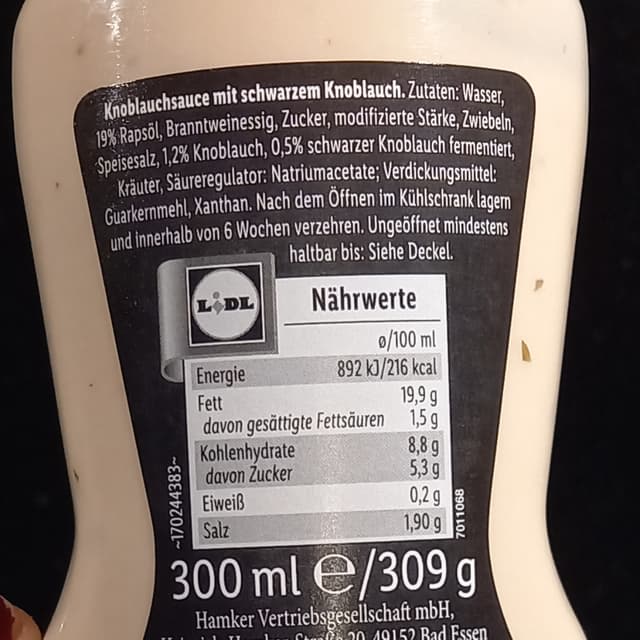 Knoblauchsauce mit schwarzem Knoblauch. Zutaten: Wasser,
19% Rapsöl, Branntweinessig, Zucker, modifizierte Stärke, Zwiebeln,
Speisesalz, 1,2% Knoblauch, 0,5% schwarzer Knoblauch fermentiert,
Kräuter, Säureregulator: Natriumacetate; Verdickungsmittel:
Guarkernmehl, Xanthan. Nach dem Öffnen im Kühlschrank lagern
und innerhalb von 6 Wochen verzehren. Ungeöffnet mindestens
haltbar bis: Siehe Deckel.
LIDL
Nährwerte
ø/100 ml
Energie 892 kJ/216 kcal
Fett 19,9 g
davon gesättigte Fettsäuren 1,5 g
Kohlenhydrate 8,8 g
davon Zucker 5,3 g
Eiweiß 0,2 g
Salz 1,90 g
~170244383~
7011068
300 ml e/309 g
Hamker Vertriebsgesellschaft mbH,
20, 49152 Bad Essen